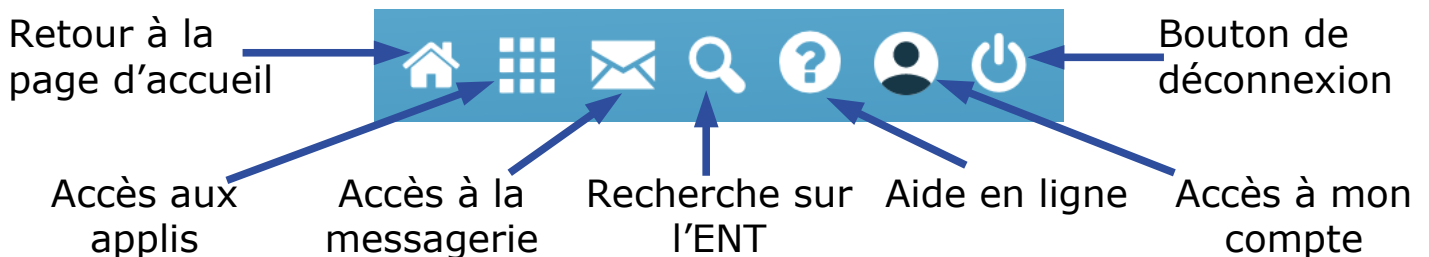 Retour à la
page d’accueil
Bouton de
déconnexion
Accès aux
applis
Accès à la
messagerie
Recherche sur
l’ENT
Aide en ligne
Accès à mon
compte